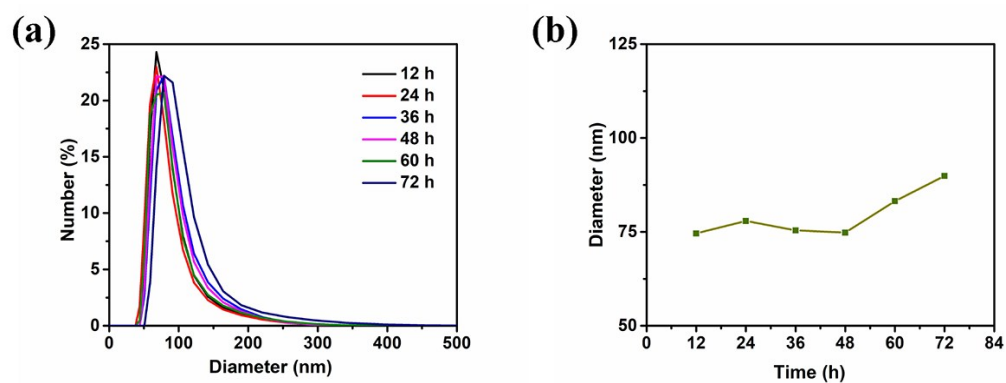 (a)
25
20
15
10
5
0
Number (%)
0 100 200 300 400 500
Diameter (nm)
12 h
24 h
36 h
48 h
60 h
72 h
(b)
125
100
75
50
Diameter (nm)
0 12 24 36 48 60 72 84
Time (h)